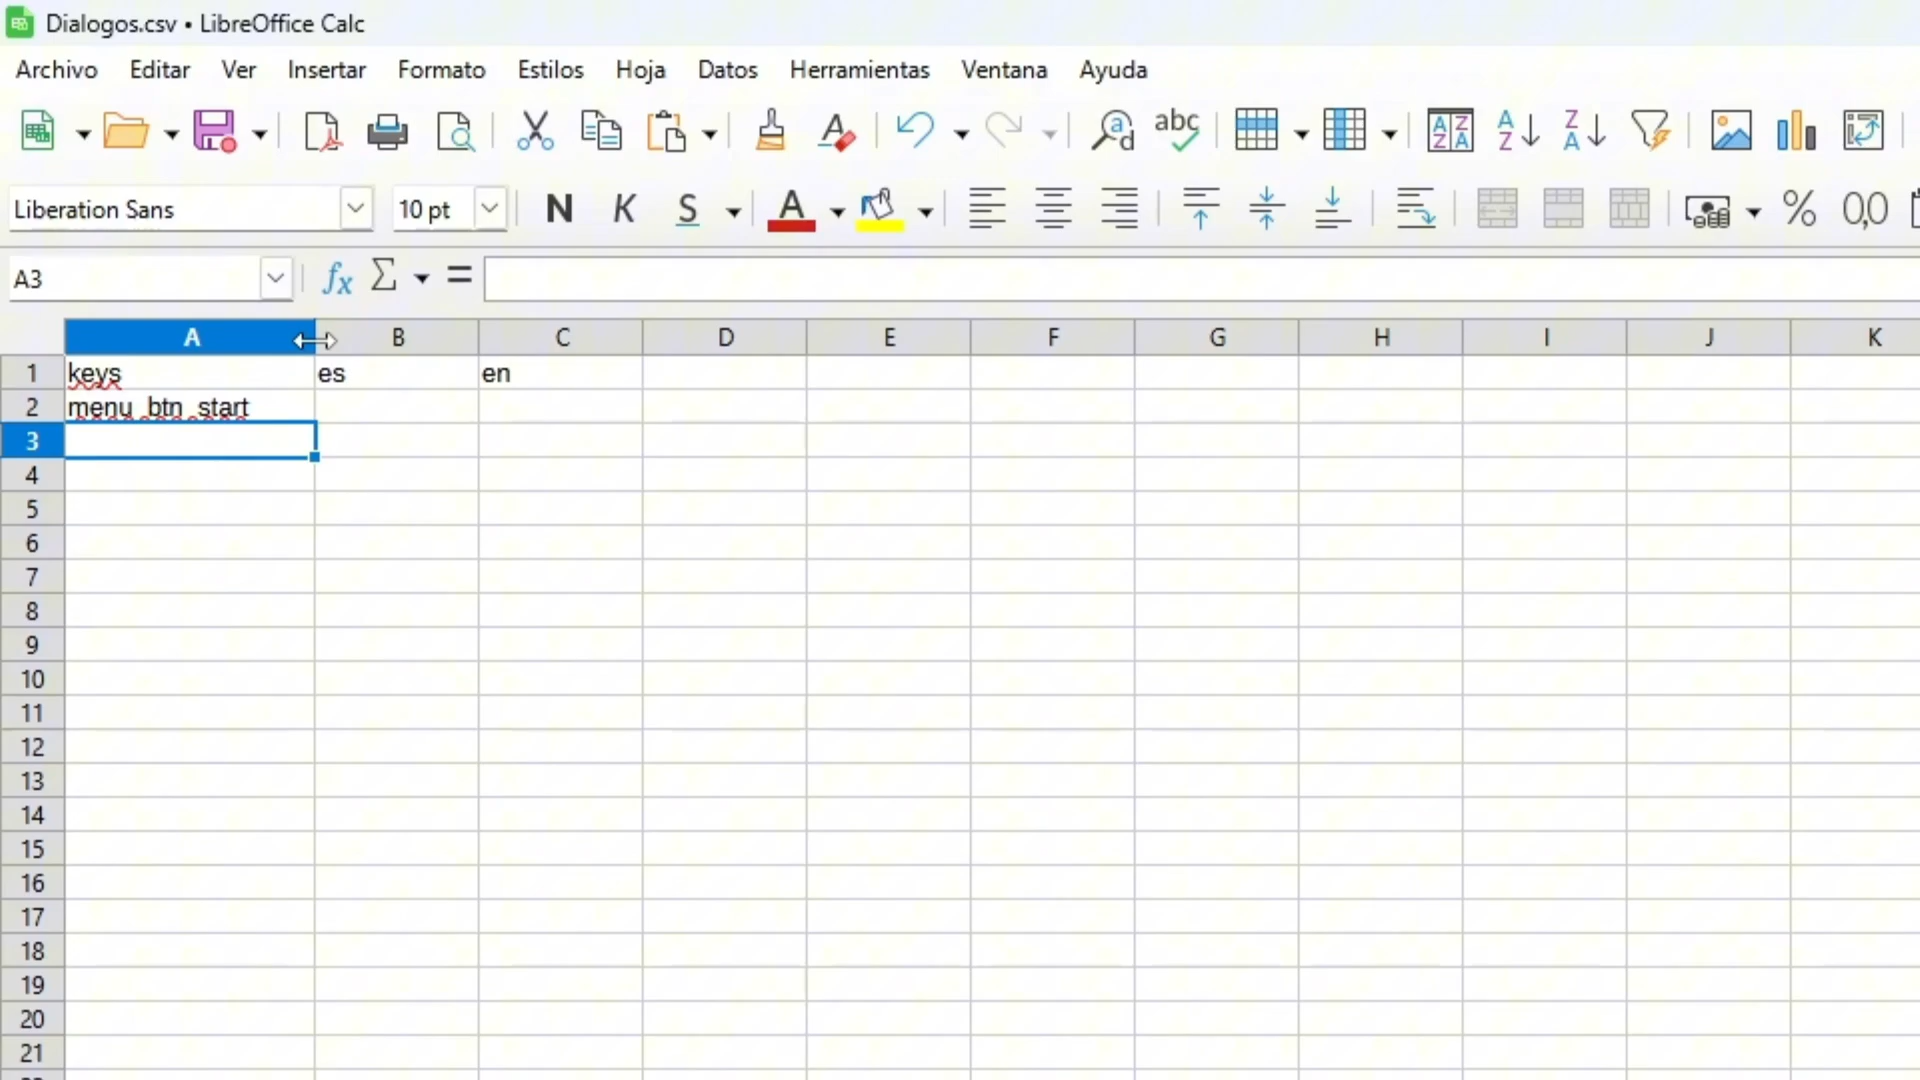 Dialogos.csv • LibreOffice Calc
Archivo Editar Ver Insertar Formato Estilos Hoja Datos Herramientas Ventana Ayuda
abc
Liberation Sans 10 pt N K S A % 0,0
A3 fx Σ =
A B C D E F G H I J K
1 keys es en
2 menu_btn_start
3
4
5
6
7
8
9
10
11
12
13
14
15
16
17
18
19
20
21